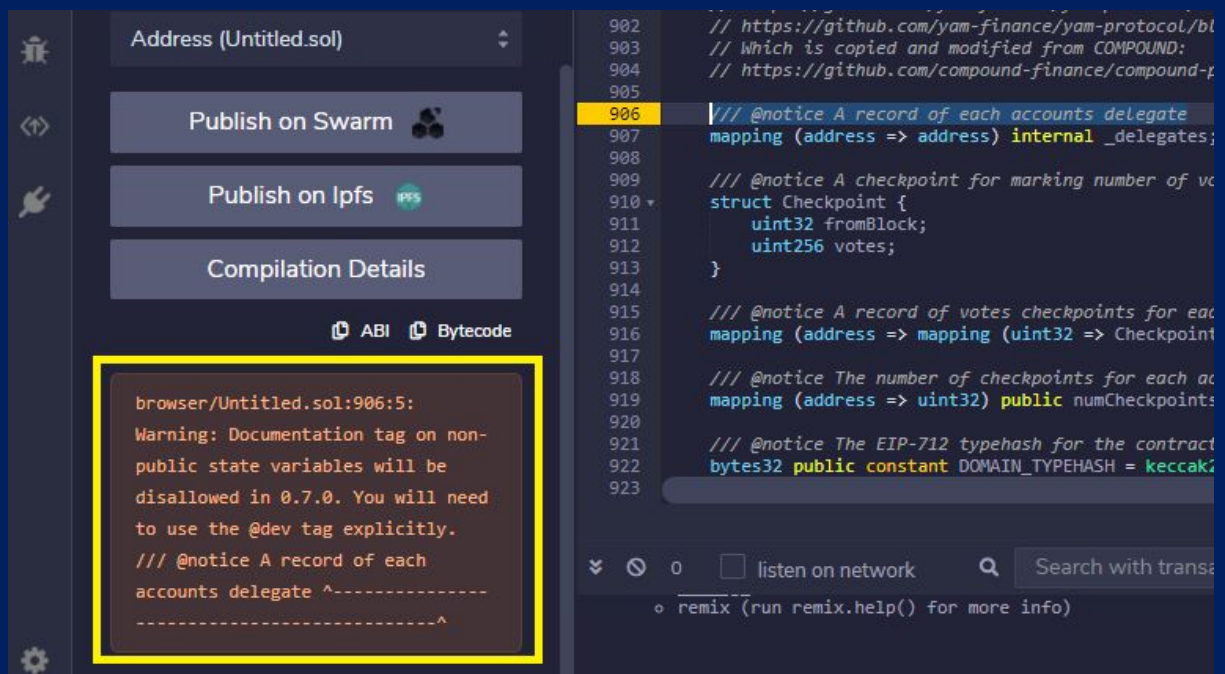 Address (Untitled.sol)
Publish on Swarm
Publish on Ipfs
IPFS
Compilation Details
ABI Bytecode
browser/Untitled.sol:906:5:
Warning: Documentation tag on non-
public state variables will be
disallowed in 0.7.0. You will need
to use the @dev tag explicitly.
/// @notice A record of each
accounts delegate ^---------------
------------------------------^
902 // https://github.com/yam-finance/yam-protocol/bl
903 // Which is copied and modified from COMPOUND:
904 // https://github.com/compound-finance/compound-p
905
906 /// @notice A record of each accounts delegate
907 mapping (address => address) internal _delegates;
908
909 /// @notice A checkpoint for marking number of vo
910 struct Checkpoint {
911 uint32 fromBlock;
912 uint256 votes;
913 }
914
915 /// @notice A record of votes checkpoints for eac
916 mapping (address => mapping (uint32 => Checkpoint
917
918 /// @notice The number of checkpoints for each ac
919 mapping (address => uint32) public numCheckpoints
920
921 /// @notice The EIP-712 typehash for the contract
922 bytes32 public constant DOMAIN_TYPEHASH = keccak2
923
0 listen on network Search with transa
remix (run remix.help() for more info)